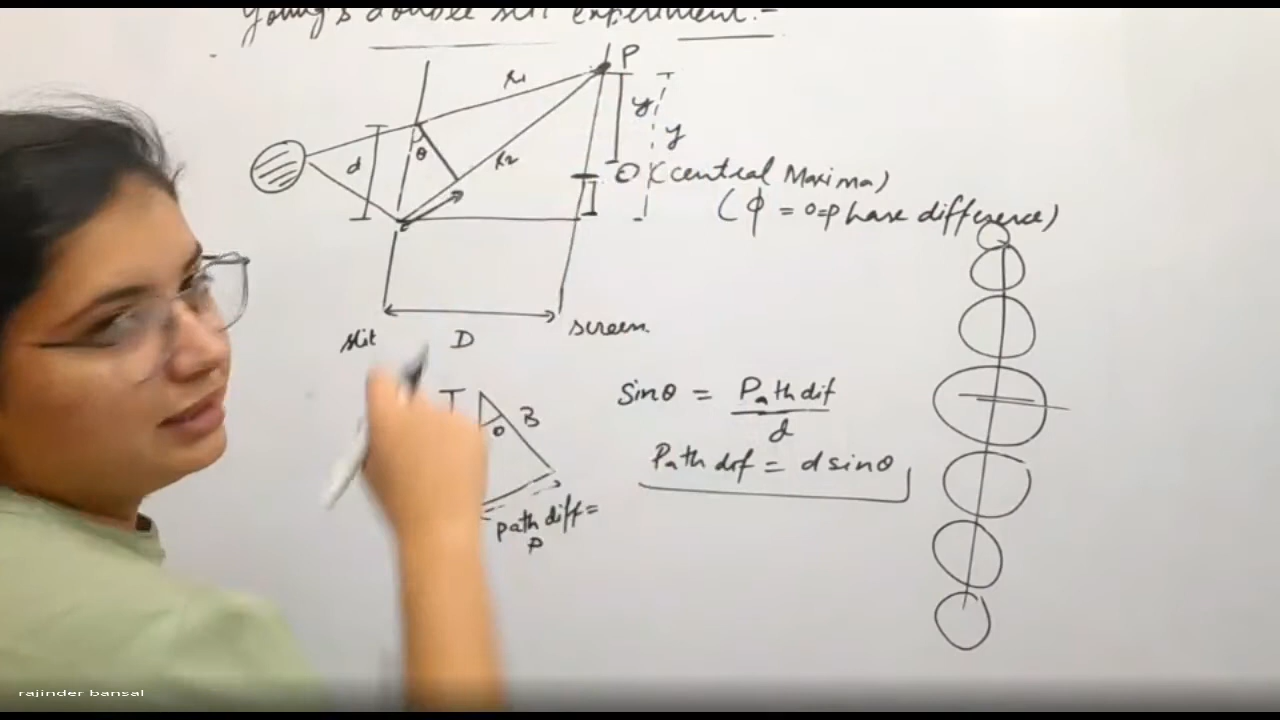 Young's double slit experiment:-
P
r1
y
y
d
θ
r2
O (central Maxima)
(ϕ = 0 = phase difference)
slit
D
screen
B
θ
Sinθ = Path dif / d
Path dif = d sinθ
path diff =
P
rajinder bansal